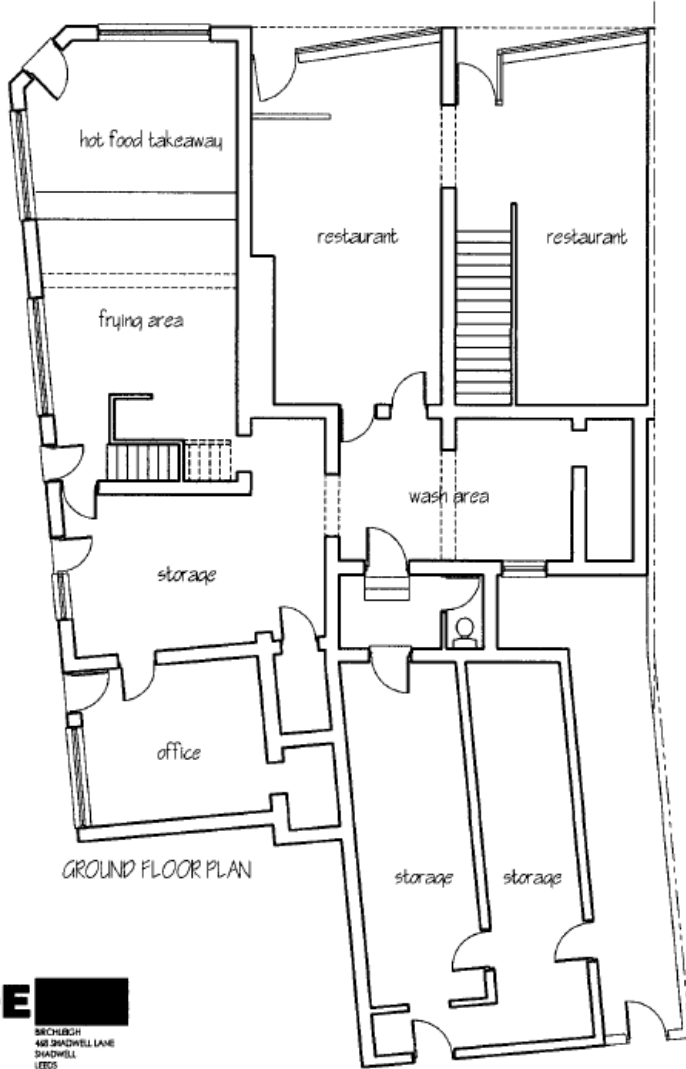 hot food takeaway
restaurant
restaurant
frying area
wash area
storage
office
GROUND FLOOR PLAN
storage
storage
E
BIRCHLEIGH
468 SHADWELL LANE
SHADWELL
LEEDS